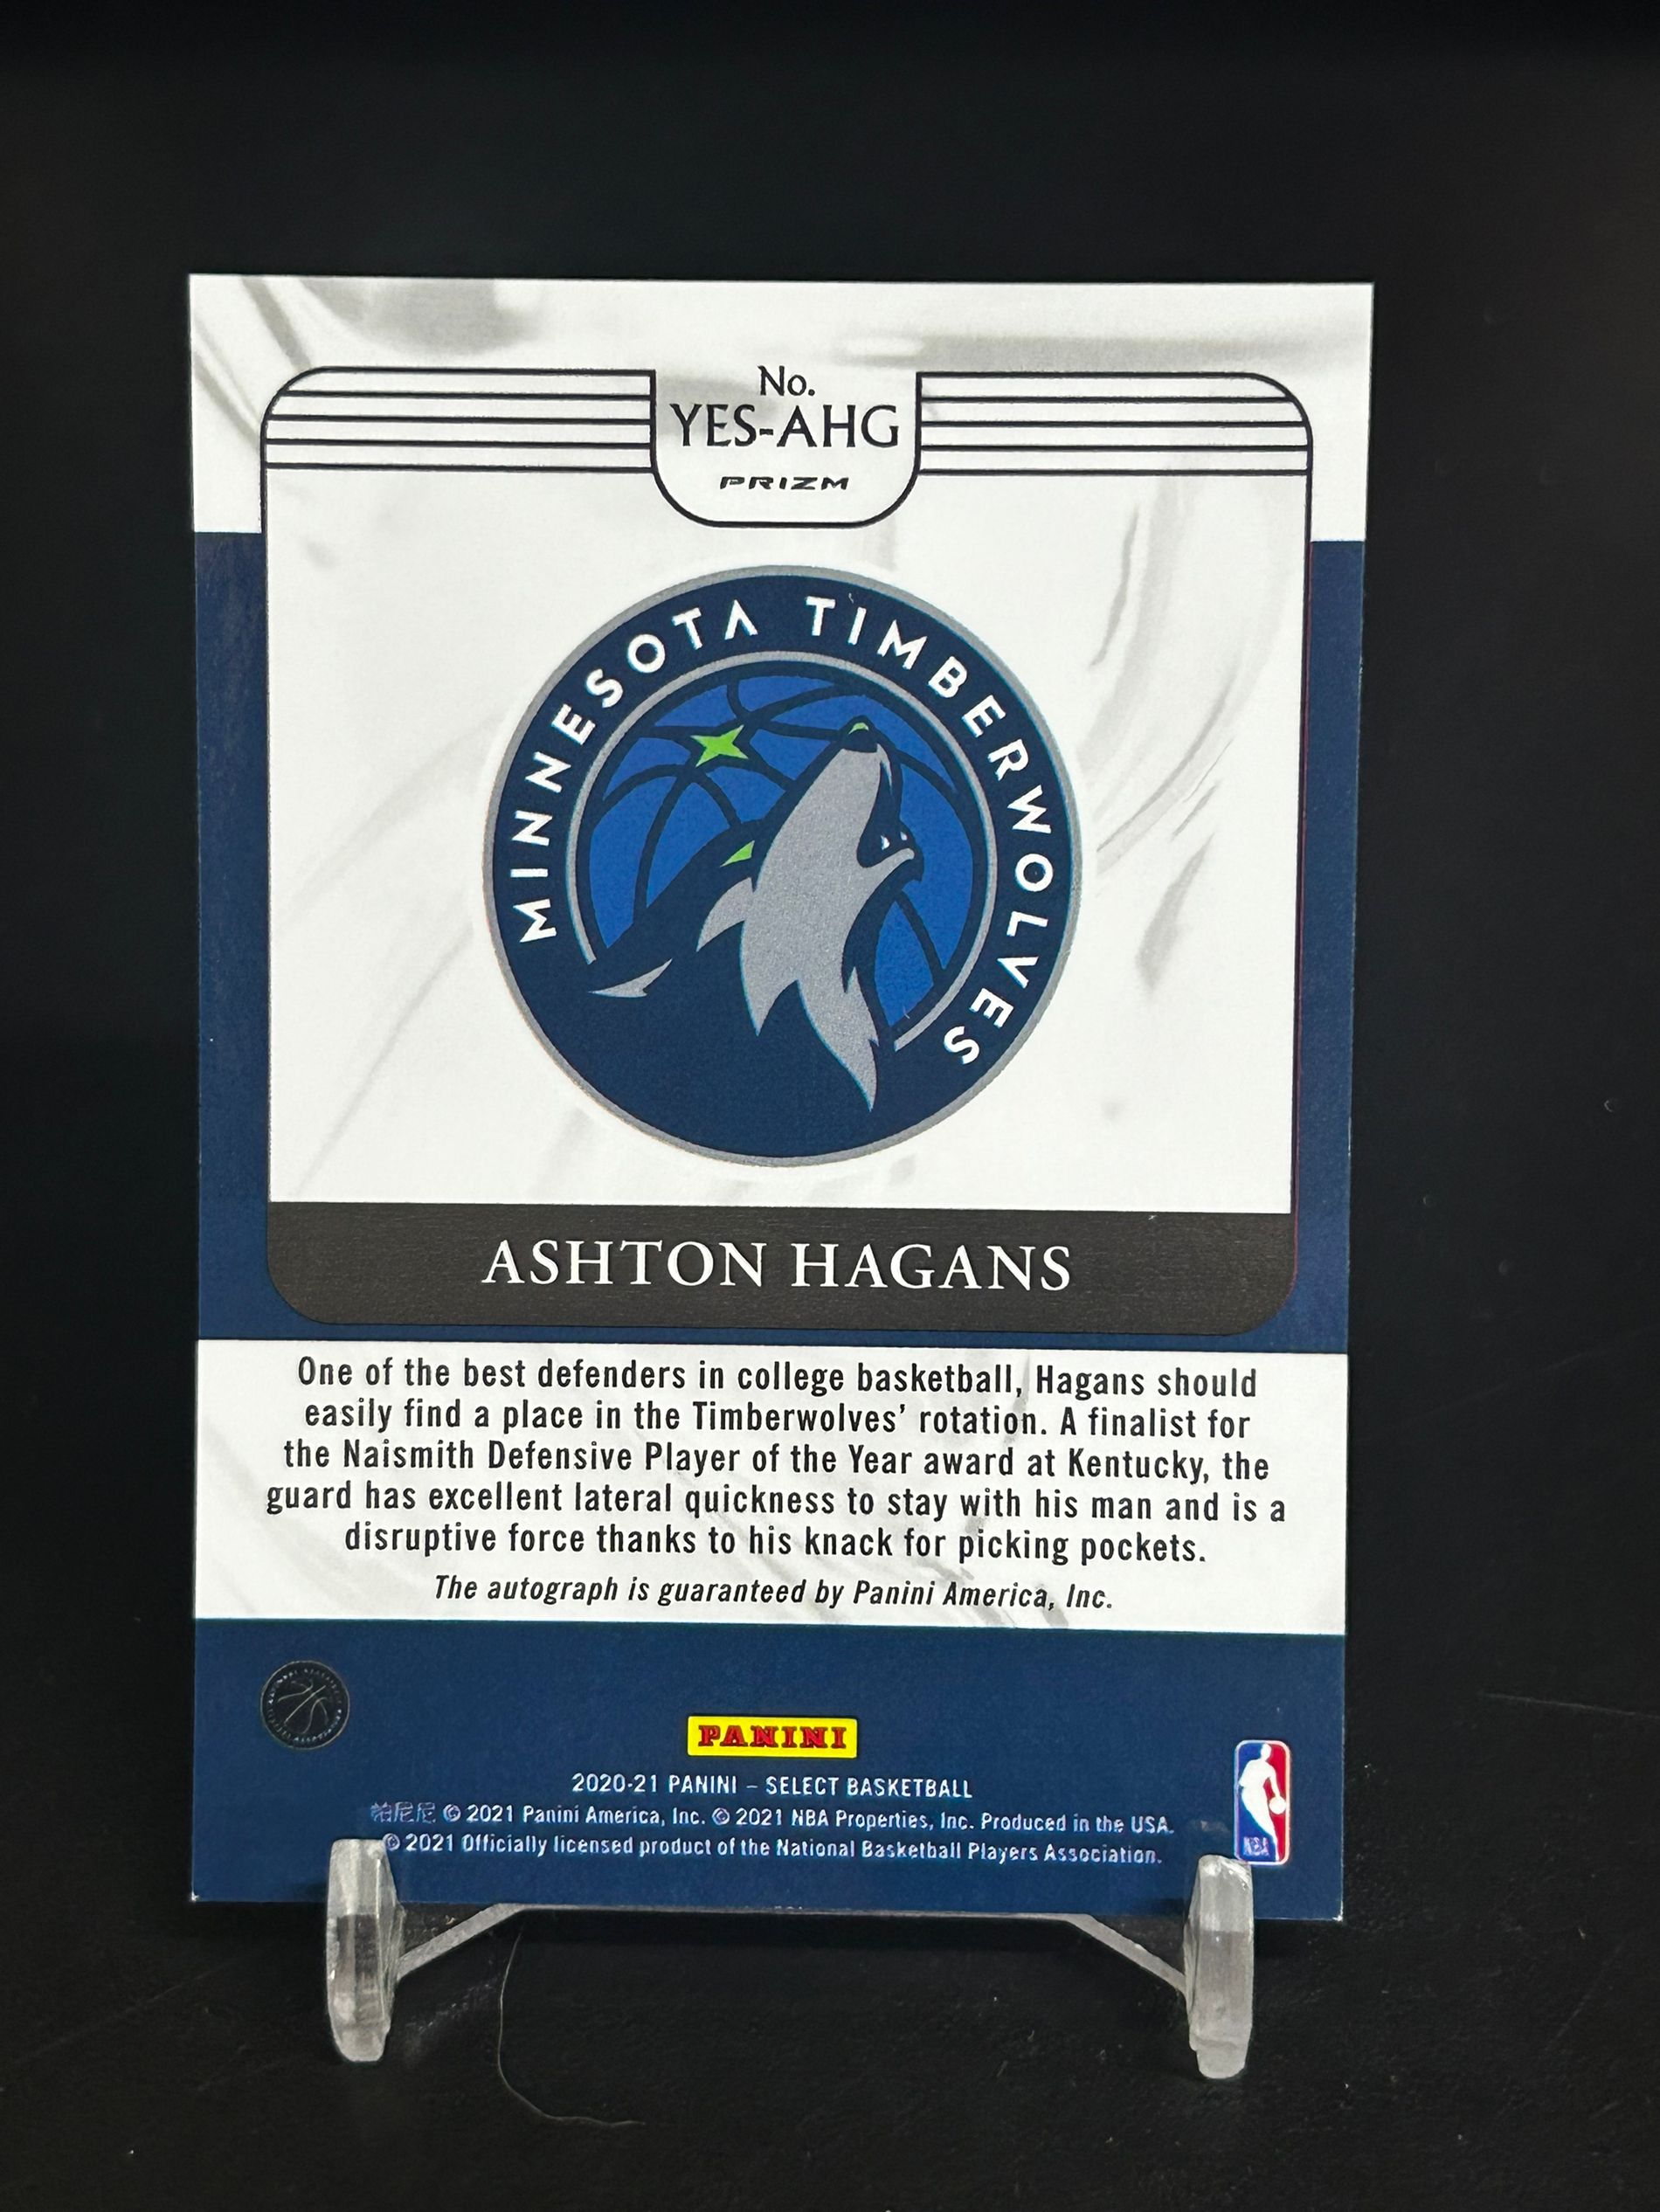 No.
YES-AHG
PRIZM
MINNESOTA TIMBERWOLVES
ASHTON HAGANS
One of the best defenders in college basketball, Hagans should
easily find a place in the Timberwolves’ rotation. A finalist for
the Naismith Defensive Player of the Year award at Kentucky, the
guard has excellent lateral quickness to stay with his man and is a
disruptive force thanks to his knack for picking pockets.
The autograph is guaranteed by Panini America, Inc.
PANINI
2020-21 PANINI – SELECT BASKETBALL
帕尼尼 © 2021 Panini America, Inc. © 2021 NBA Properties, Inc. Produced in the USA.
© 2021 Officially licensed product of the National Basketball Players Association.
NBA